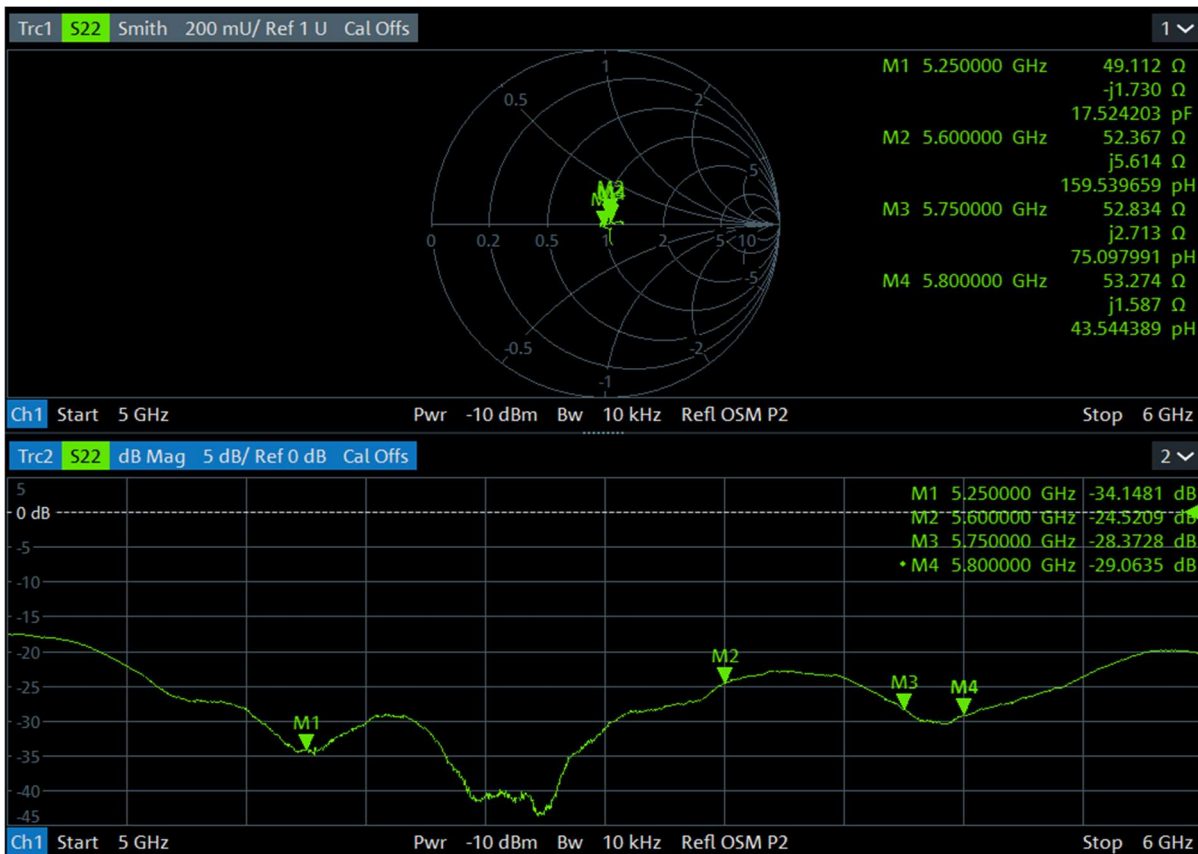 Trc1 S22 Smith 200 mU/ Ref 1 U Cal Offs 1
M1 5.250000 GHz 49.112 Ω
-j1.730 Ω
17.524203 pF
M2 5.600000 GHz 52.367 Ω
j5.614 Ω
159.539659 pH
M3 5.750000 GHz 52.834 Ω
j2.713 Ω
75.097991 pH
M4 5.800000 GHz 53.274 Ω
j1.587 Ω
43.544389 pH
1
0.5 2
5
M2
0 0.2 0.5 1 2 5 10
-5
-0.5 -2
-1
Ch1 Start 5 GHz Pwr -10 dBm Bw 10 kHz Refl OSM P2 Stop 6 GHz
Trc2 S22 dB Mag 5 dB/ Ref 0 dB Cal Offs 2
M1 5.250000 GHz -34.1481 dB
M2 5.600000 GHz -24.5209 dB
M3 5.750000 GHz -28.3728 dB
M4 5.800000 GHz -29.0635 dB
5
0 dB
-5
-10
-15
-20
-25
-30
-35
-40
-45
M1
M2
M3
M4
Ch1 Start 5 GHz Pwr -10 dBm Bw 10 kHz Refl OSM P2 Stop 6 GHz